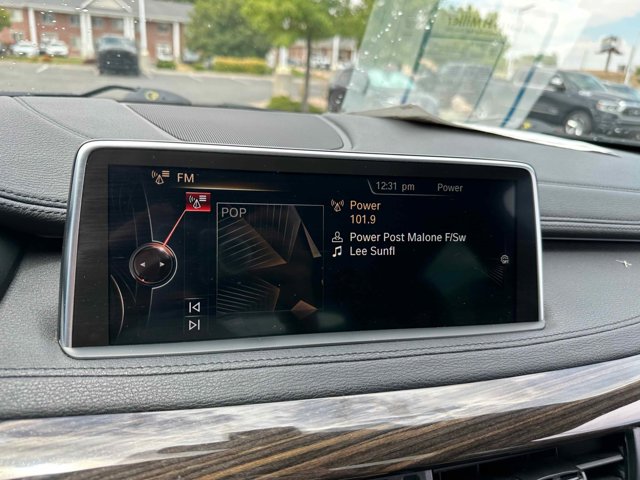 FM
12:31 pm Power
POP
Power
101.9
Power Post Malone F/Sw
Lee Sunfl